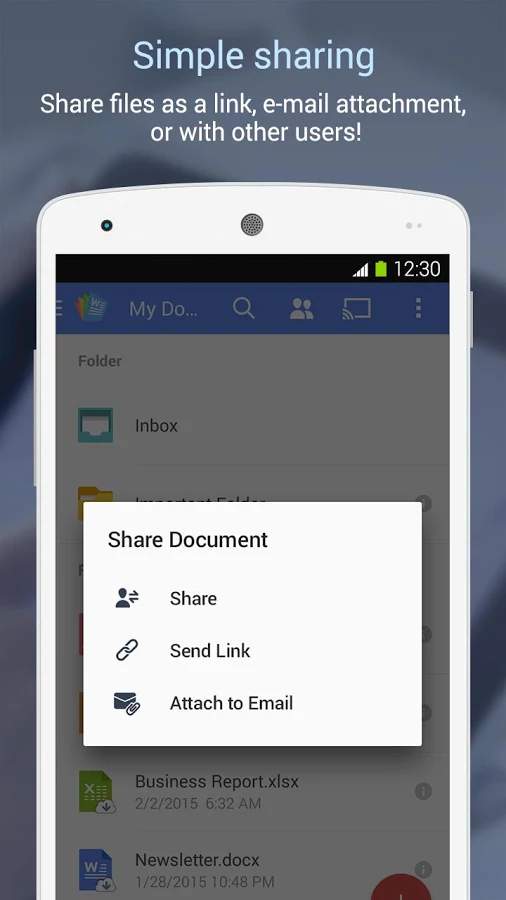 Simple sharing
Share files as a link, e-mail attachment,
or with other users!
12:30
My Do...
Folder
Inbox
Important Folder
Share Document
Share
Send Link
Attach to Email
Business Report.xlsx
2/2/2015 6:32 AM
Newsletter.docx
1/28/2015 10:48 PM